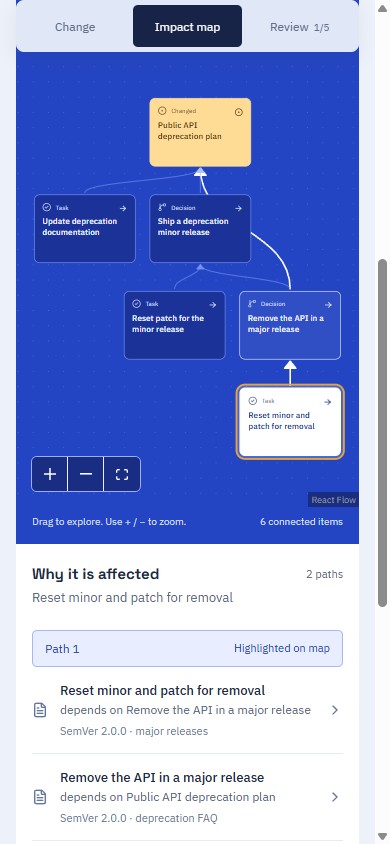 Change
Impact map
Review 1/5
Changed
Public API
deprecation plan
Task
Update deprecation
documentation
Decision
Ship a deprecation
minor release
Task
Reset patch for the
minor release
Decision
Remove the API in a
major release
Task
Reset minor and
patch for removal
React Flow
Drag to explore. Use + / − to zoom.
6 connected items
Why it is affected
2 paths
Reset minor and patch for removal
Path 1
Highlighted on map
Reset minor and patch for removal
depends on Remove the API in a major release
SemVer 2.0.0 · major releases
Remove the API in a major release
depends on Public API deprecation plan
SemVer 2.0.0 · deprecation FAQ